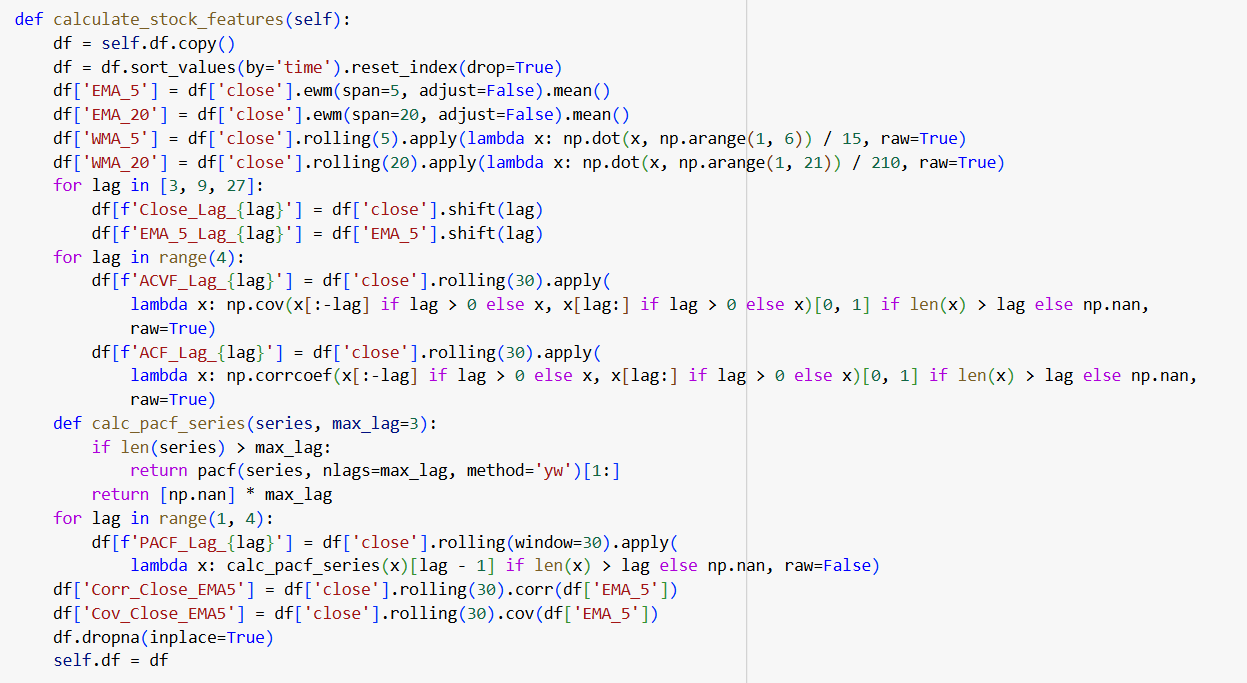 def calculate_stock_features(self):
    df = self.df.copy()
    df = df.sort_values(by='time').reset_index(drop=True)
    df['EMA_5'] = df['close'].ewm(span=5, adjust=False).mean()
    df['EMA_20'] = df['close'].ewm(span=20, adjust=False).mean()
    df['WMA_5'] = df['close'].rolling(5).apply(lambda x: np.dot(x, np.arange(1, 6)) / 15, raw=True)
    df['WMA_20'] = df['close'].rolling(20).apply(lambda x: np.dot(x, np.arange(1, 21)) / 210, raw=True)
    for lag in [3, 9, 27]:
        df[f'Close_Lag_{lag}'] = df['close'].shift(lag)
        df[f'EMA_5_Lag_{lag}'] = df['EMA_5'].shift(lag)
    for lag in range(4):
        df[f'ACVF_Lag_{lag}'] = df['close'].rolling(30).apply(
            lambda x: np.cov(x[:-lag] if lag > 0 else x, x[lag:] if lag > 0 else x)[0, 1] if len(x) > lag else np.nan,
            raw=True)
        df[f'ACF_Lag_{lag}'] = df['close'].rolling(30).apply(
            lambda x: np.corrcoef(x[:-lag] if lag > 0 else x, x[lag:] if lag > 0 else x)[0, 1] if len(x) > lag else np.nan,
            raw=True)
    def calc_pacf_series(series, max_lag=3):
        if len(series) > max_lag:
            return pacf(series, nlags=max_lag, method='yw')[1:]
        return [np.nan] * max_lag
    for lag in range(1, 4):
        df[f'PACF_Lag_{lag}'] = df['close'].rolling(window=30).apply(
            lambda x: calc_pacf_series(x)[lag - 1] if len(x) > lag else np.nan, raw=False)
    df['Corr_Close_EMA5'] = df['close'].rolling(30).corr(df['EMA_5'])
    df['Cov_Close_EMA5'] = df['close'].rolling(30).cov(df['EMA_5'])
    df.dropna(inplace=True)
    self.df = df